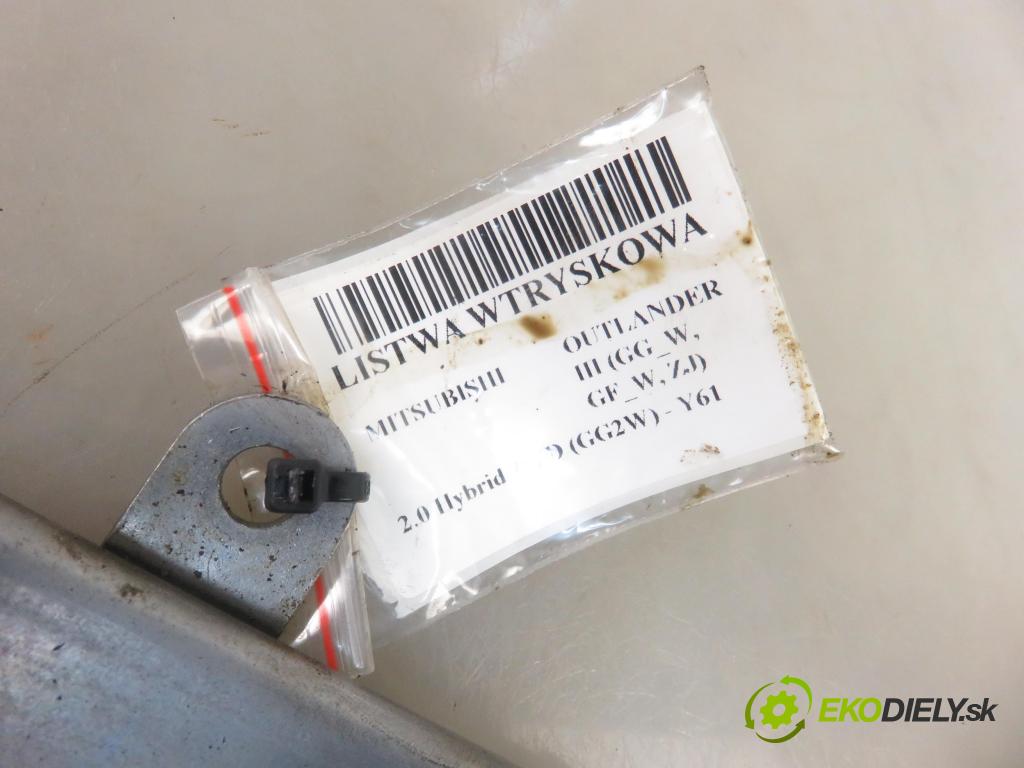 LISTWA WTRYSKOWA
MITSUBISHI
OUTLANDER
III (GG_W,
GF_W, ZJ)
2.0 Hybrid D (GG2W) - Y61
EKODIELY.sk